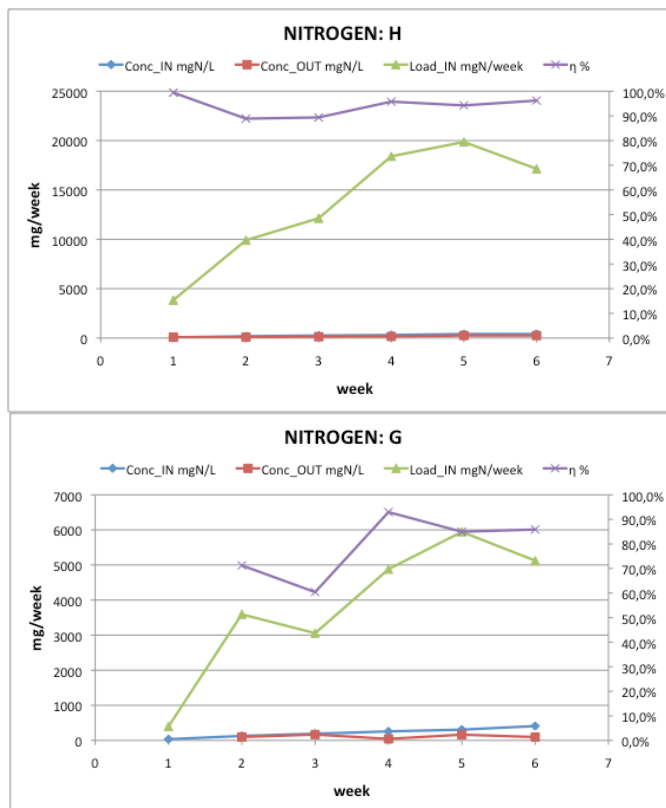 NITROGEN: H
Conc_IN mgN/L Conc_OUT mgN/L Load_IN mgN/week η %
25000 100,0%
90,0%
20000 80,0%
70,0%
15000 60,0%
50,0%
10000 40,0%
30,0%
5000 20,0%
10,0%
0 0,0%
mg/week
0 1 2 3 4 5 6 7
week
NITROGEN: G
Conc_IN mgN/L Conc_OUT mgN/L Load_IN mgN/week η %
7000 100,0%
90,0%
6000
80,0%
5000 70,0%
60,0%
4000
50,0%
3000
40,0%
2000 30,0%
20,0%
1000
10,0%
0 0,0%
mg/week
0 1 2 3 4 5 6 7
week